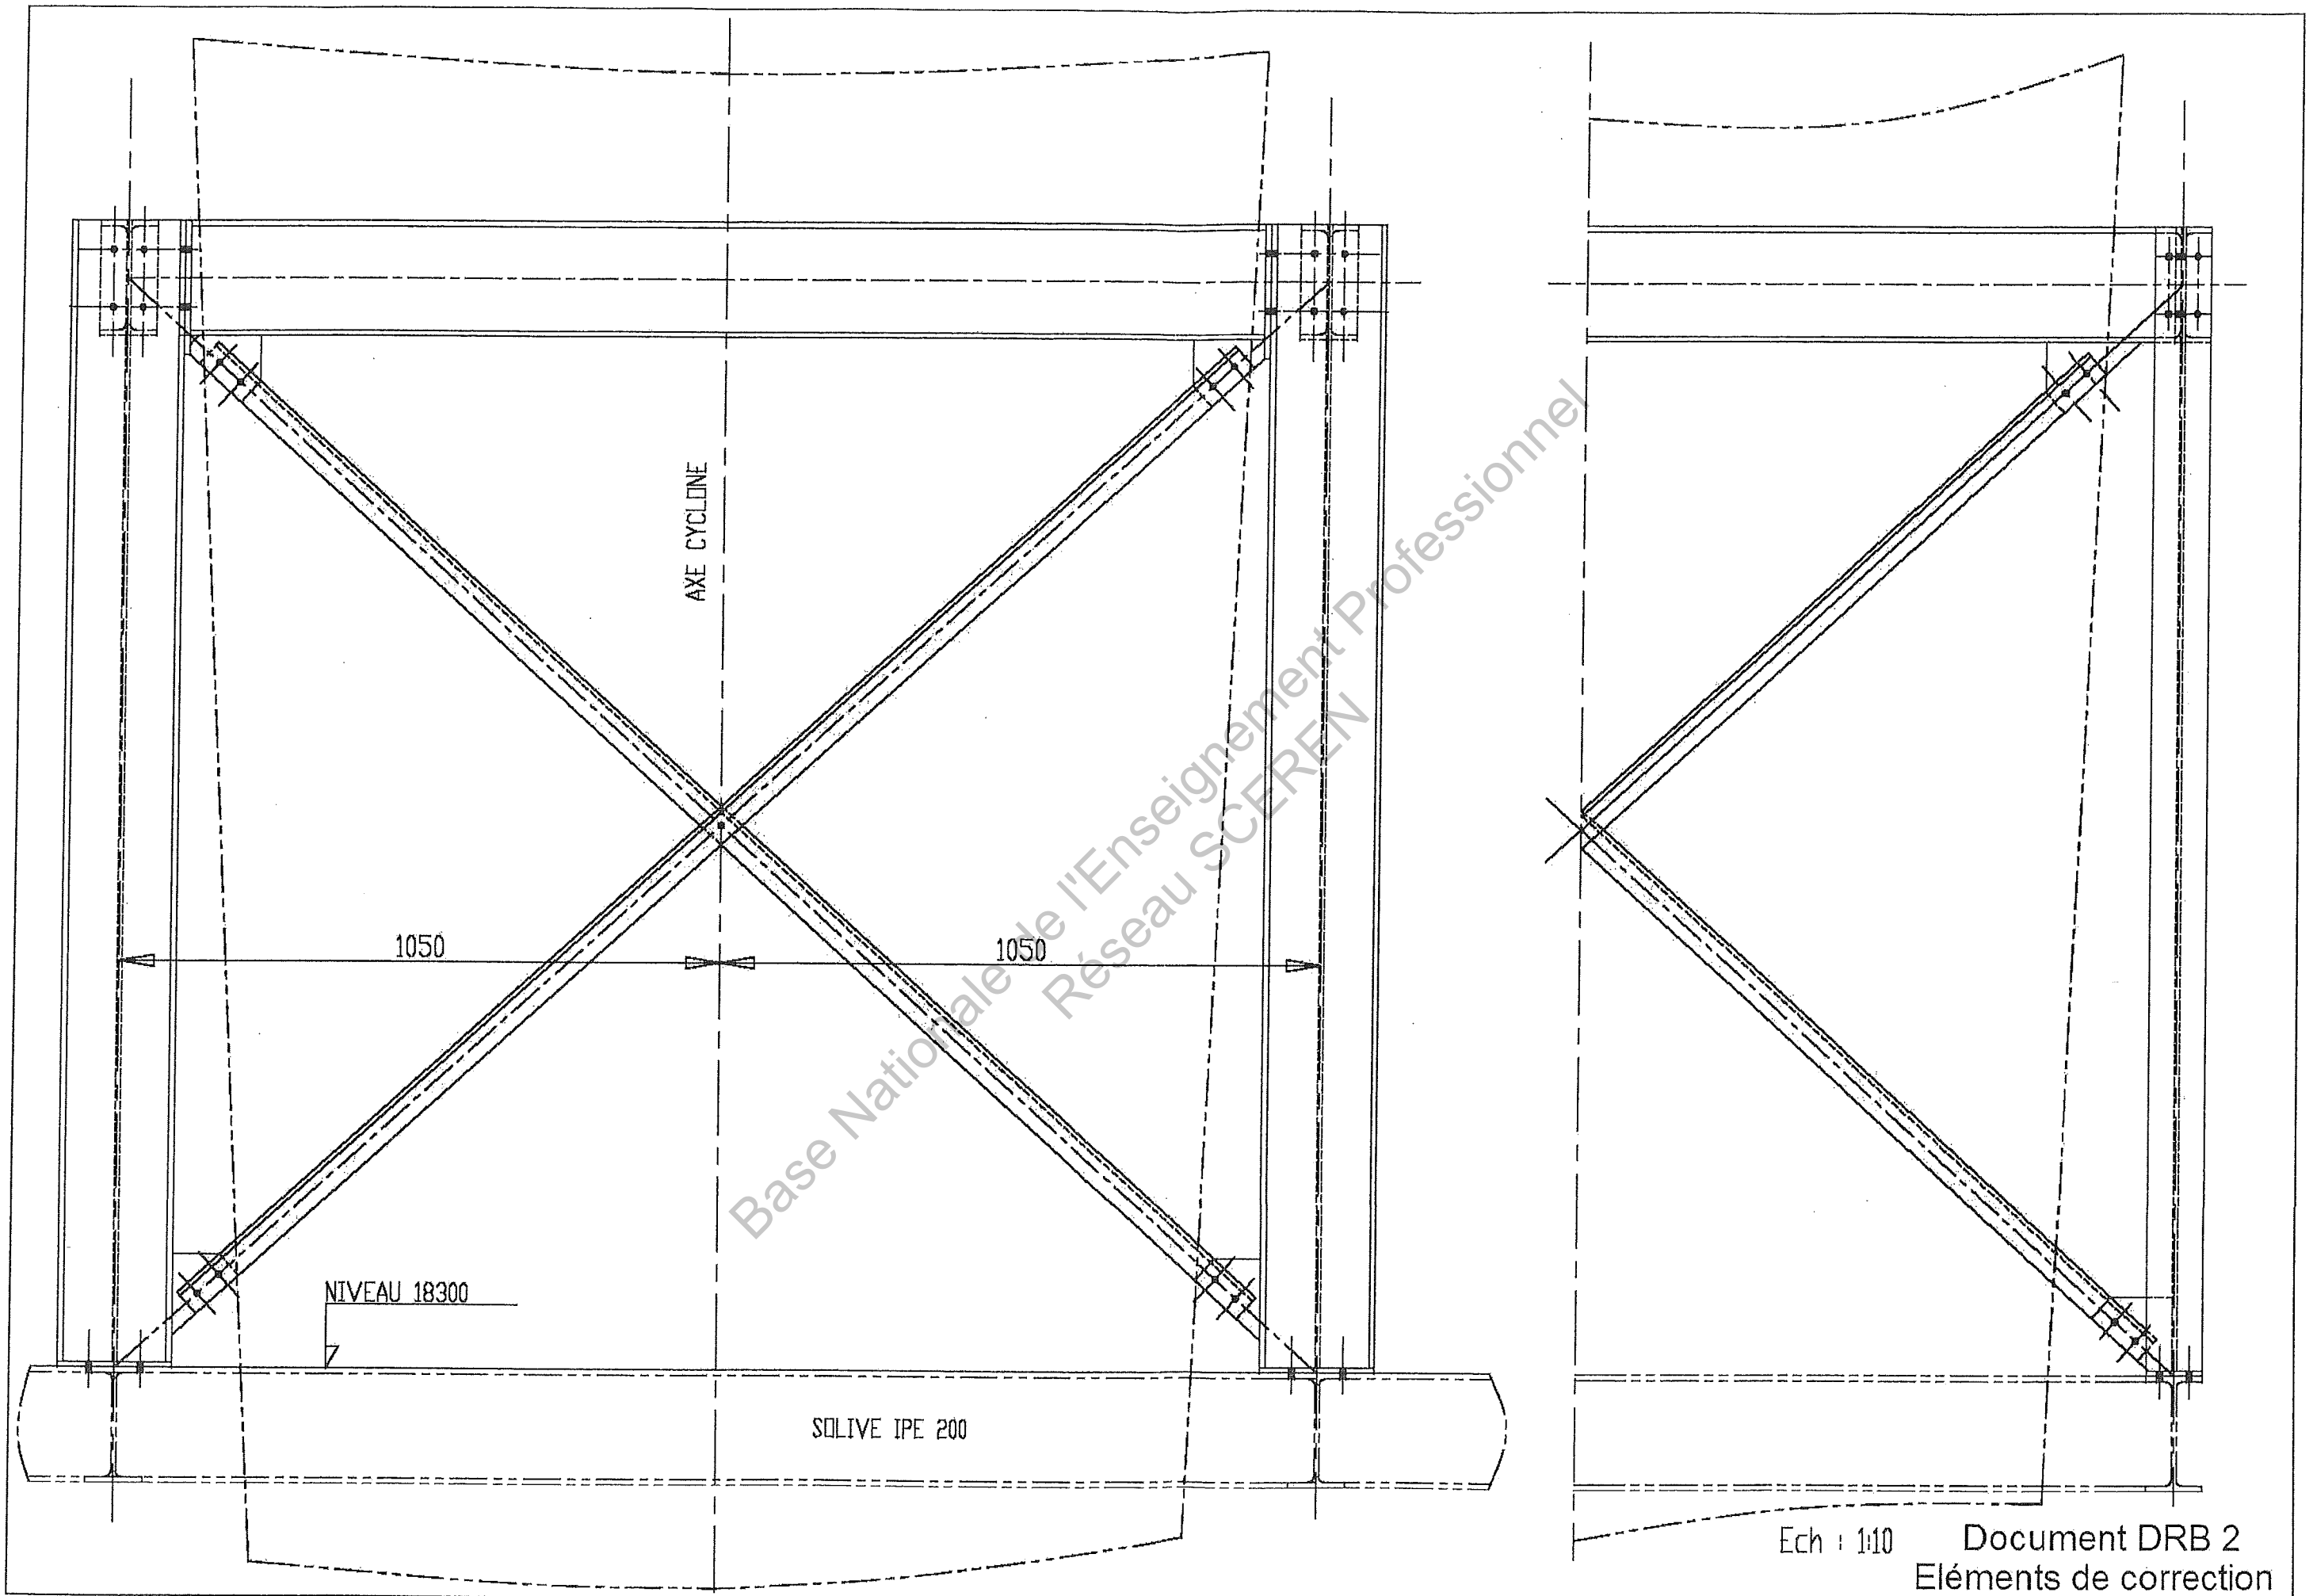 AXE CYCLONE
1050
1050
NIVEAU 18300
SOLIVE IPE 200
Base Nationale de l'Enseignement Professionnel
Réseau SCEREN
Ech : 1:10
Document DRB 2
Eléments de correction